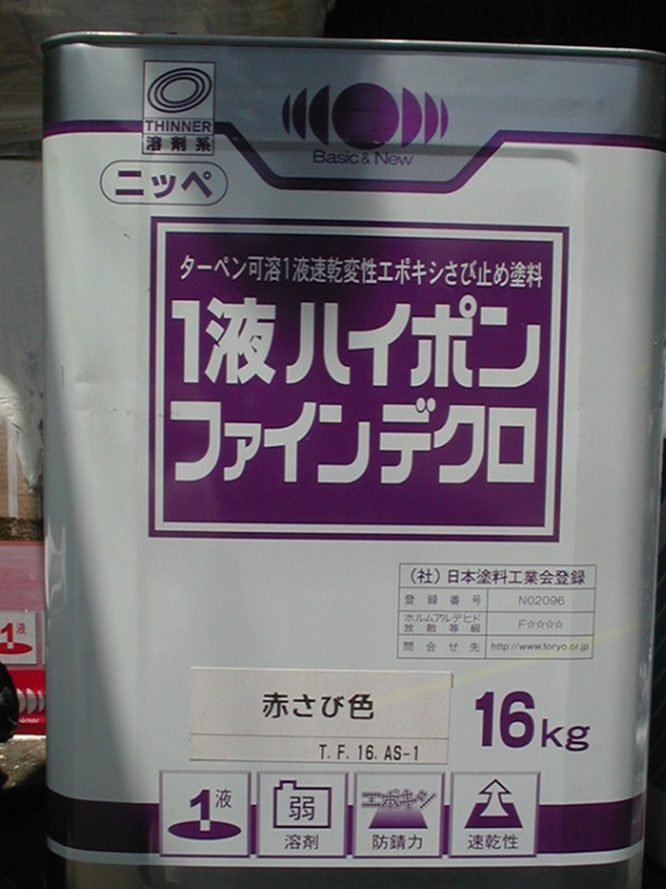 THINNER
溶剤系
Basic & New
ニッペ
ターペン可溶1液速乾変性エポキシさび止め塗料
1液ハイポン
ファインデクロ
(社)日本塗料工業会登録
登録番号 N02096
ホルムアルデヒド
放散等級 F☆☆☆☆
問合せ先 http://www.toryo.or.jp
赤さび色
T. F. 16. AS-1
16kg
1液
弱
溶剤
エポキシ
防錆力
速乾性
1液